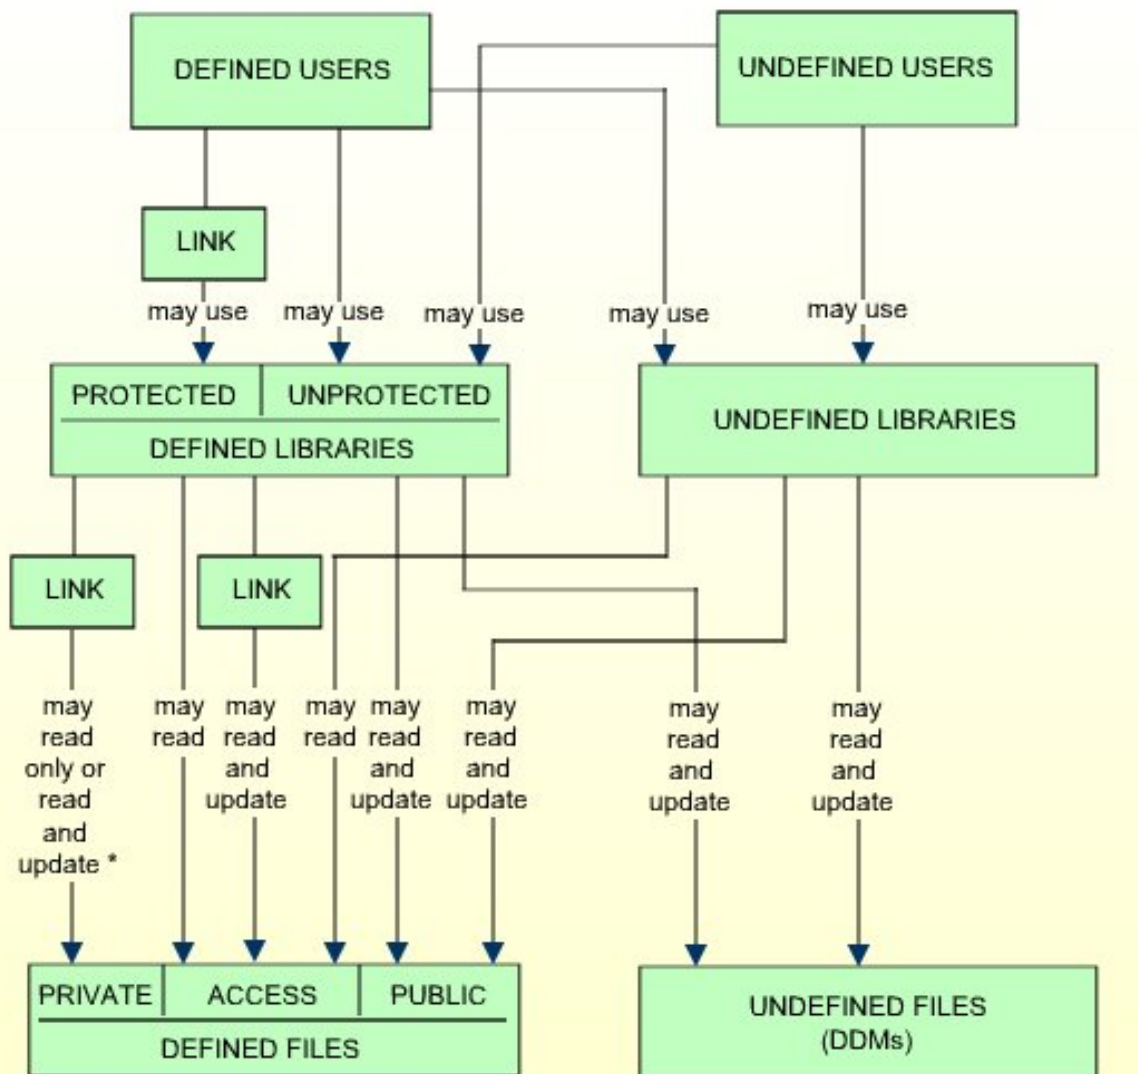 DEFINED USERS
UNDEFINED USERS
LINK
may use
may use
may use
may use
may use
PROTECTED
UNPROTECTED
DEFINED LIBRARIES
UNDEFINED LIBRARIES
LINK
LINK
may
read
only or
read
and
update *
may
read
may
read
and
update
may
read
may
read
and
update
may
read
and
update
may
read
and
update
may
read
and
update
PRIVATE
ACCESS
PUBLIC
DEFINED FILES
UNDEFINED FILES
(DDMs)